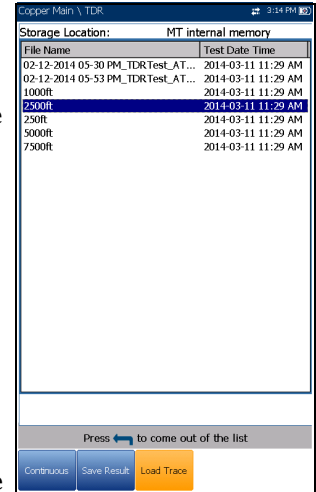 Copper Main \ TDR 3:14 PM
Storage Location: MT internal memory
File Name Test Date Time
02-12-2014 05-30 PM_TDRTest_AT... 2014-03-11 11:29 AM
02-12-2014 05-53 PM_TDRTest_AT... 2014-03-11 11:29 AM
1000ft 2014-03-11 11:29 AM
2500ft 2014-03-11 11:29 AM
250ft 2014-03-11 11:29 AM
5000ft 2014-03-11 11:29 AM
7500ft 2014-03-11 11:29 AM
Press to come out of the list
Continuous Save Result Load Trace